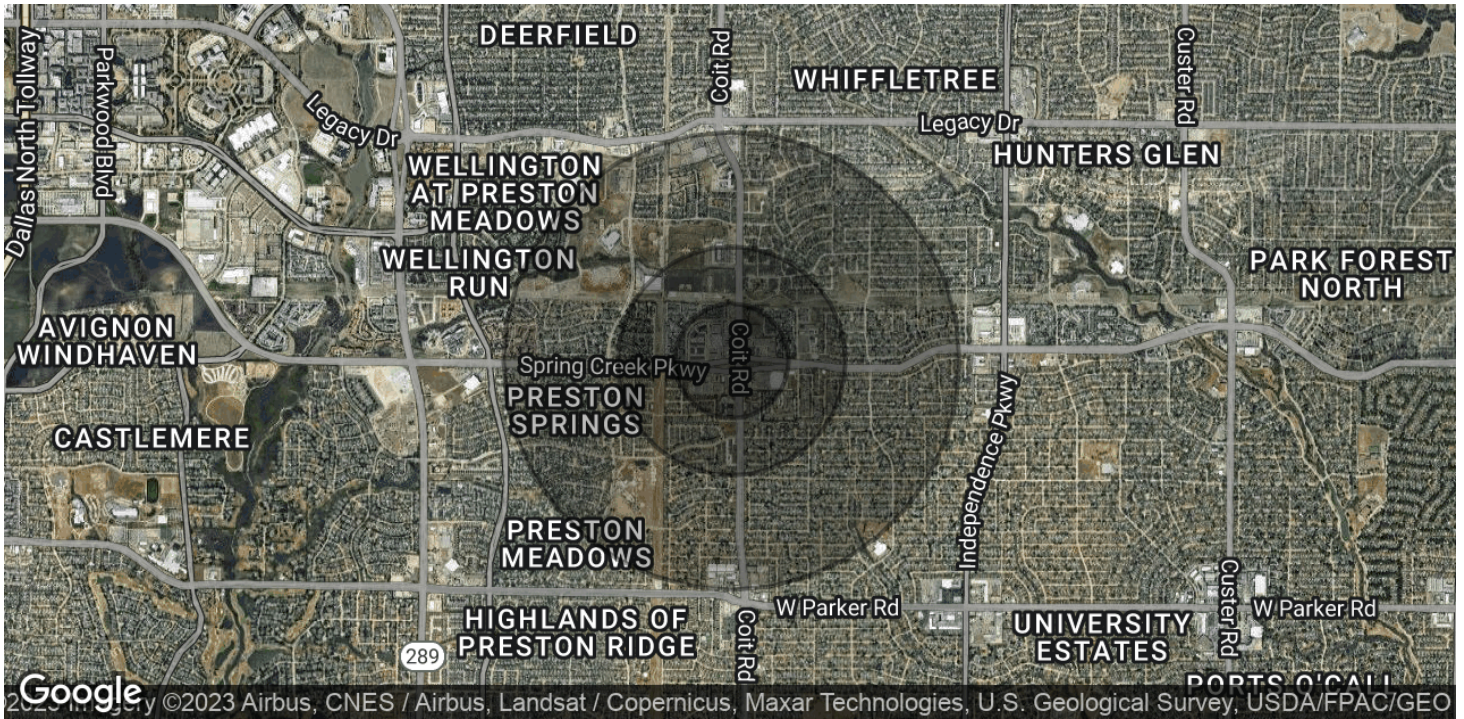 DEERFIELD
Coit Rd
WHIFFLETREE
Custer Rd
Dallas North Tollway
Parkwood Blvd
Legacy Dr
Legacy Dr
WELLINGTON
AT PRESTON
MEADOWS
HUNTERS GLEN
WELLINGTON
RUN
PARK FOREST
NORTH
AVIGNON
WINDHAVEN
Spring Creek Pkwy
Coit Rd
PRESTON
SPRINGS
CASTLEMERE
Independence Pkwy
PRESTON
MEADOWS
W Parker Rd
Custer Rd
W Parker Rd
HIGHLANDS OF
PRESTON RIDGE
Coit Rd
UNIVERSITY
ESTATES
289
PORTS O'CALL
Google
©2023 Airbus, CNES / Airbus, Landsat / Copernicus, Maxar Technologies, U.S. Geological Survey, USDA/FPAC/GEO